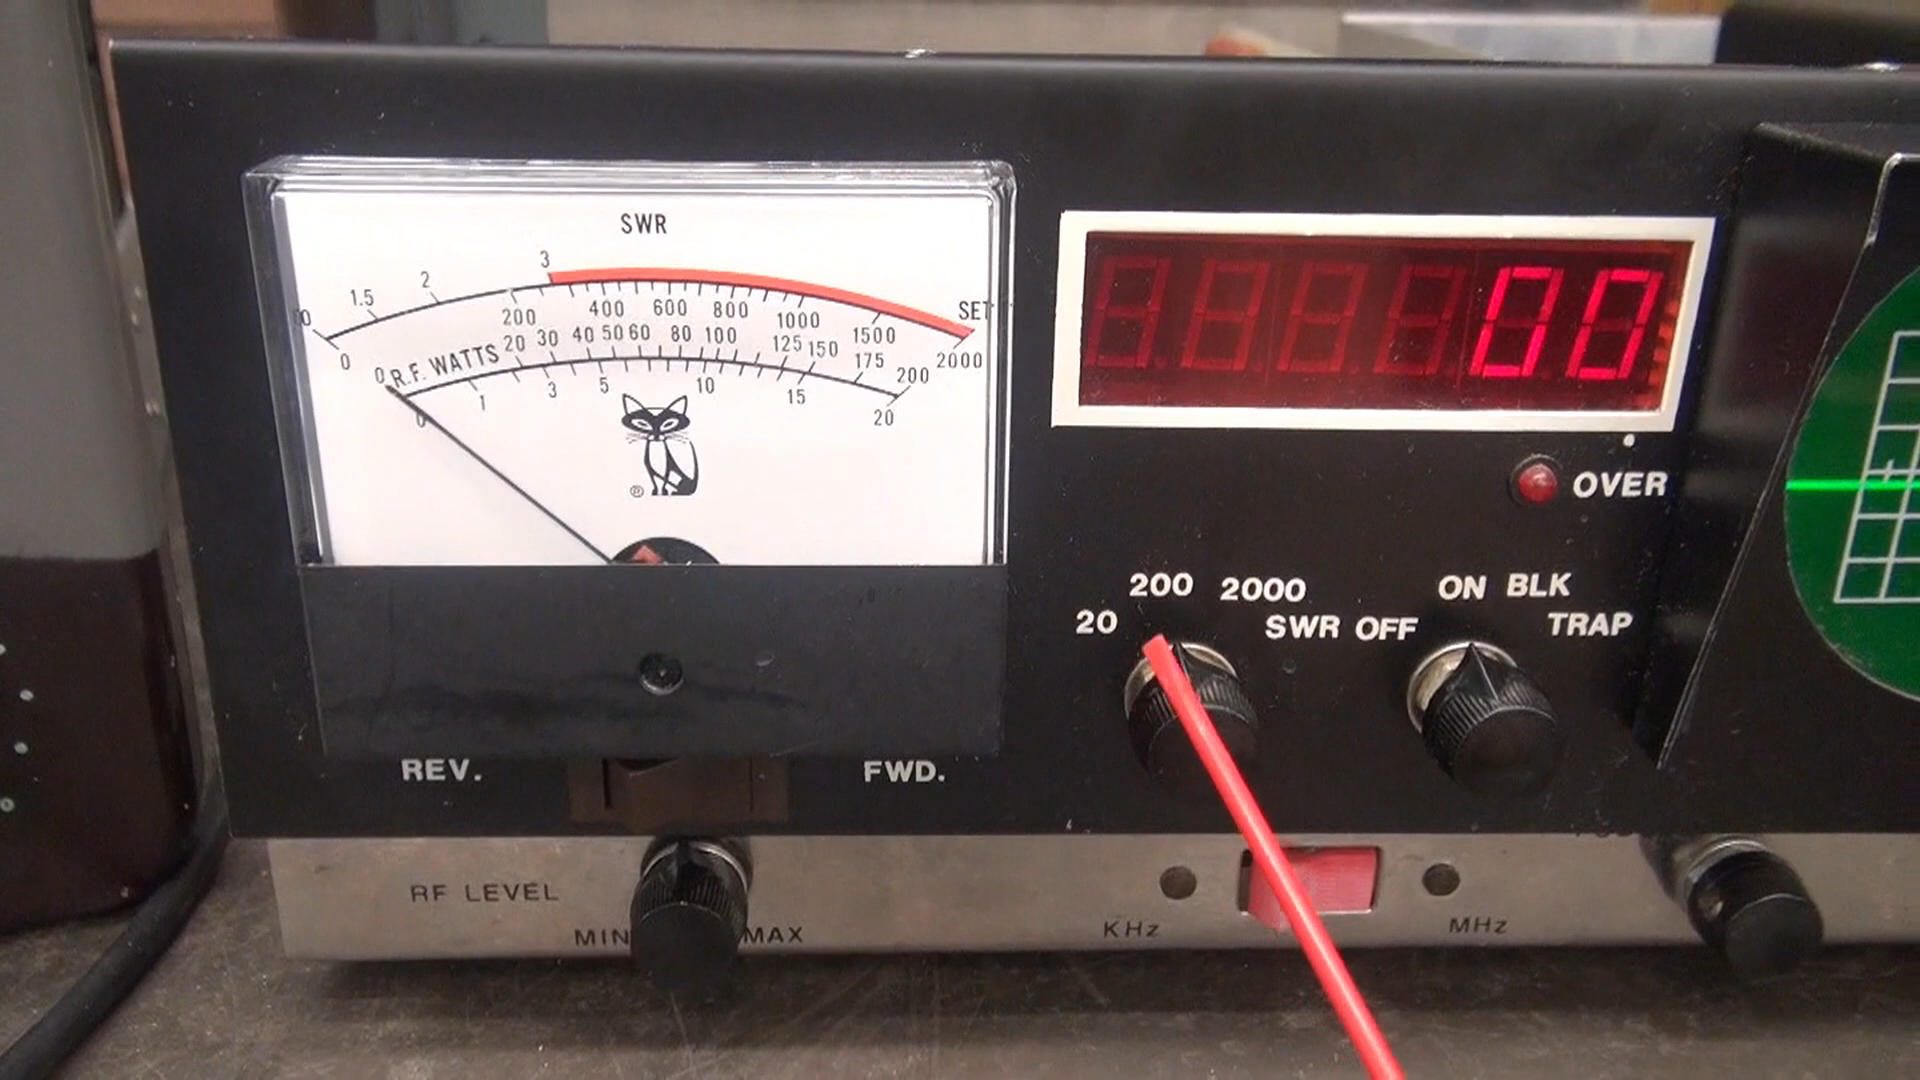 SWR
3
2
1.5
0 SET
200 400 600 800 1000 1500 2000
0
R.F. WATTS 20 30 40 50 60 80 100 125 150 175 200
0
0 1 3 5 10 15 20
®
00
OVER
200 2000 ON BLK
20 SWR OFF TRAP
REV. FWD.
RF LEVEL
MIN MAX
KHz MHz